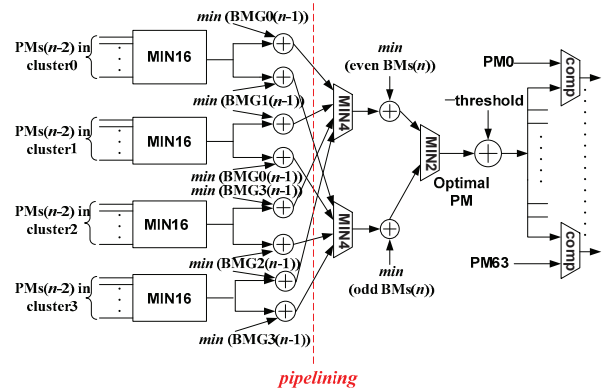 min (BMG0(n-1))
PMs(n-2) in
cluster0
MIN16
min
(even BMs(n))
PM0
comp
min
(BMG1(n-1))
MIN4
−threshold
PMs(n-2) in
cluster1
MIN16
MIN2
min (BMG0(n-1))
min (BMG3(n-1))
Optimal
PM
PMs(n-2) in
cluster2
MIN16
MIN4
comp
min (BMG2(n-1))
PM63
min
(odd BMs(n))
PMs(n-2) in
cluster3
MIN16
min (BMG3(n-1))
pipelining